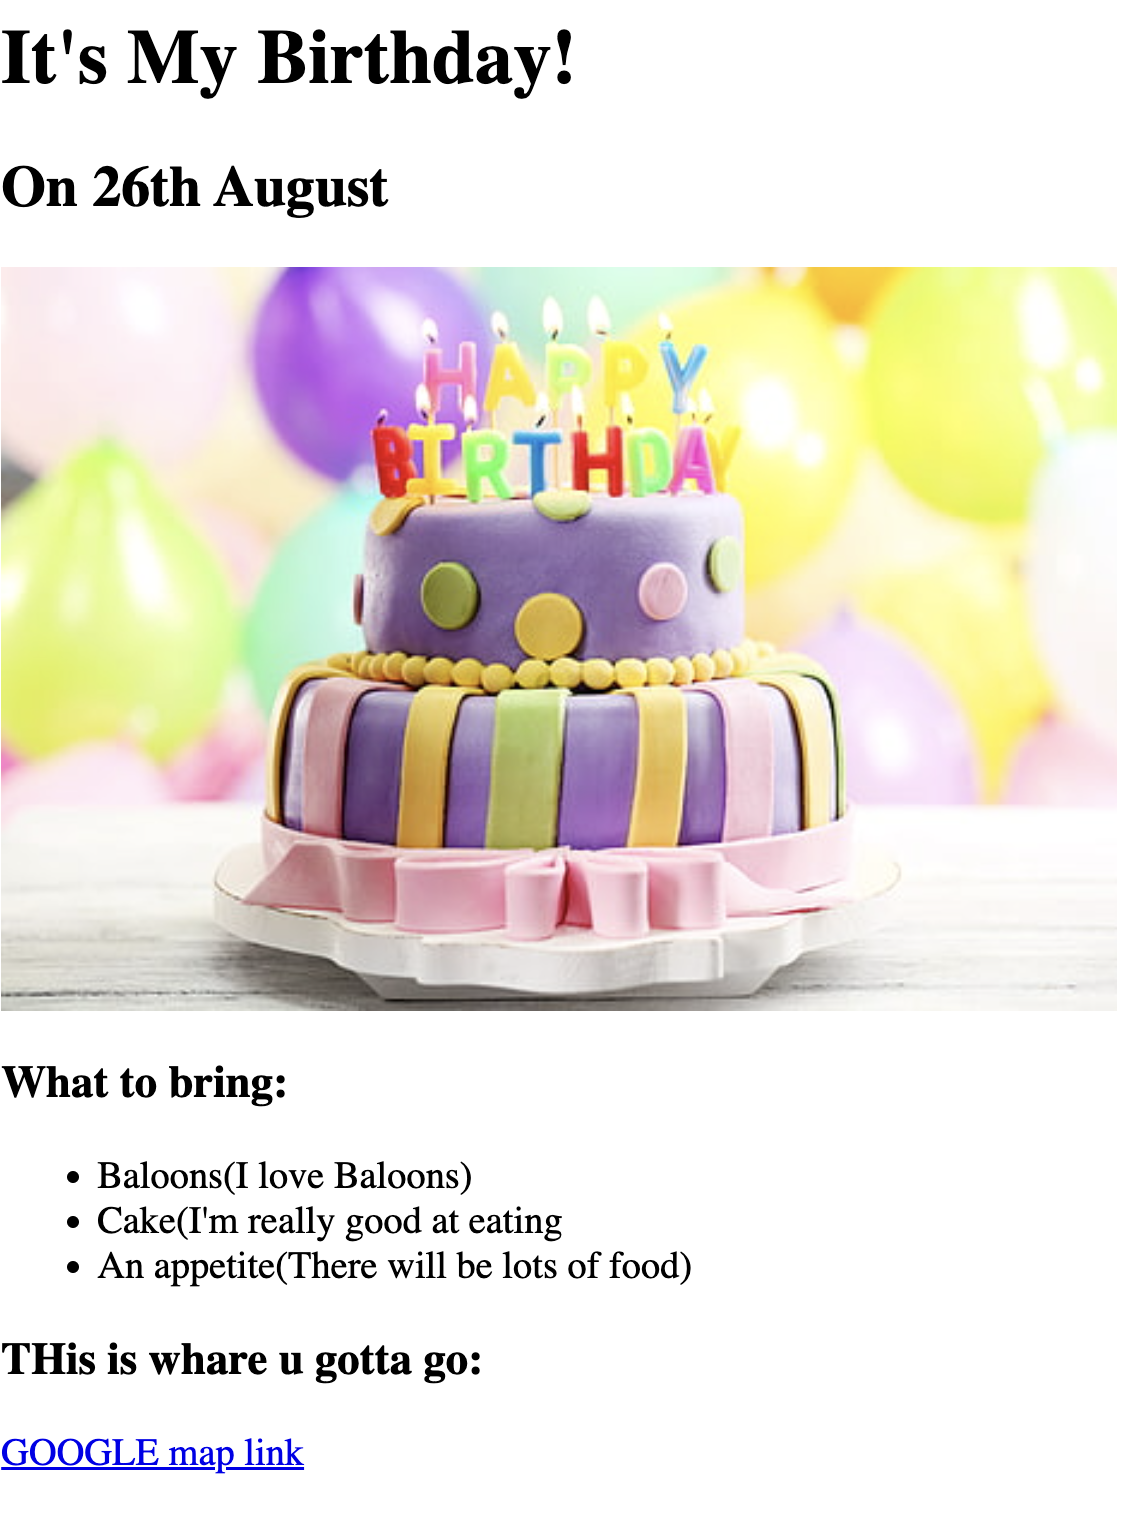 It's My Birthday!
On 26th August
HAPPY
BIRTHDAY
What to bring:
Baloons(I love Baloons)
Cake(I'm really good at eating
An appetite(There will be lots of food)
THis is whare u gotta go:
GOOGLE map link